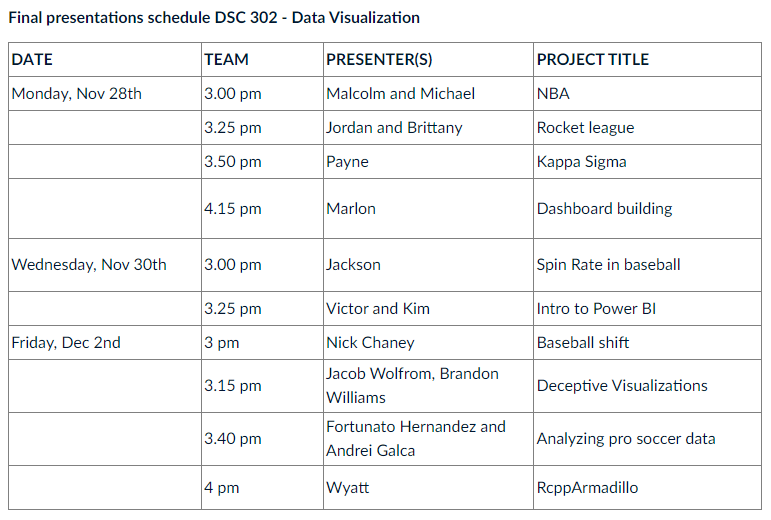 Final presentations schedule DSC 302 - Data Visualization
DATE TEAM PRESENTER(S) PROJECT TITLE
Monday, Nov 28th 3.00 pm Malcolm and Michael NBA
3.25 pm Jordan and Brittany Rocket league
3.50 pm Payne Kappa Sigma
4.15 pm Marlon Dashboard building
Wednesday, Nov 30th 3.00 pm Jackson Spin Rate in baseball
3.25 pm Victor and Kim Intro to Power BI
Friday, Dec 2nd 3 pm Nick Chaney Baseball shift
3.15 pm Jacob Wolfrom, Brandon
Williams Deceptive Visualizations
3.40 pm Fortunato Hernandez and
Andrei Galca Analyzing pro soccer data
4 pm Wyatt RcppArmadillo